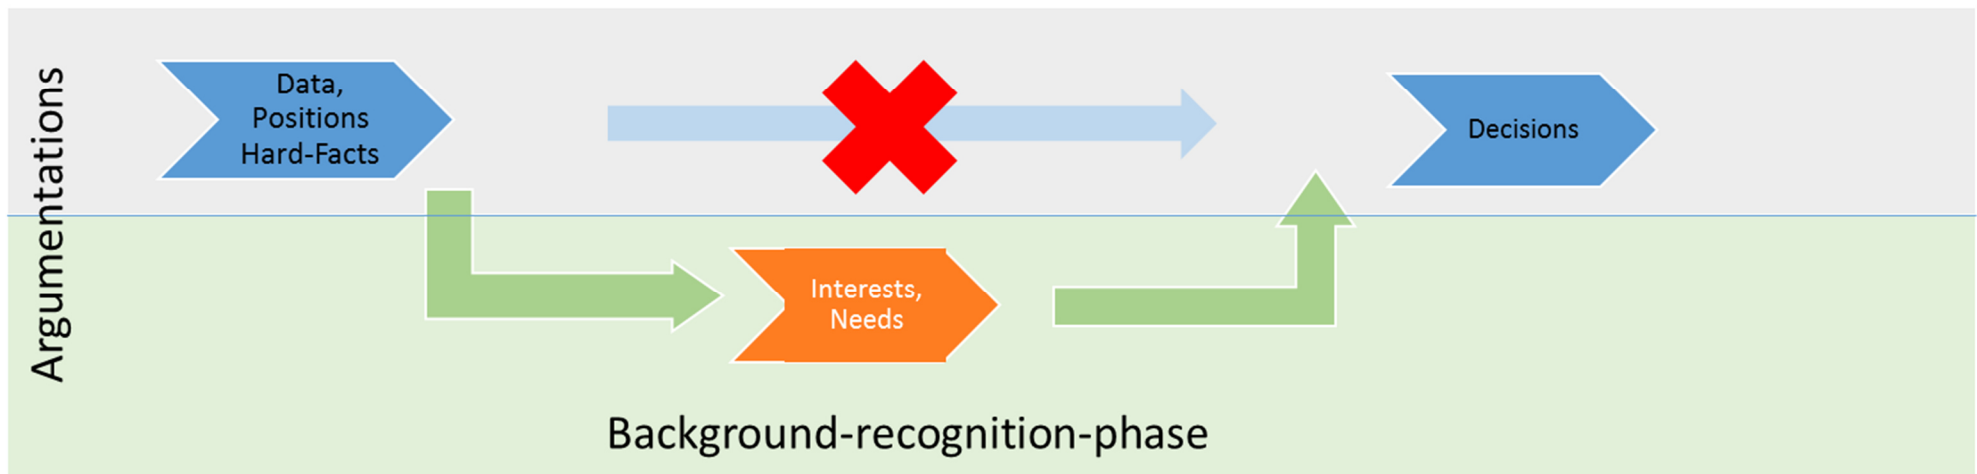 Argumentations
Data,
Positions
Hard-Facts
Decisions
Interests,
Needs
Background-recognition-phase